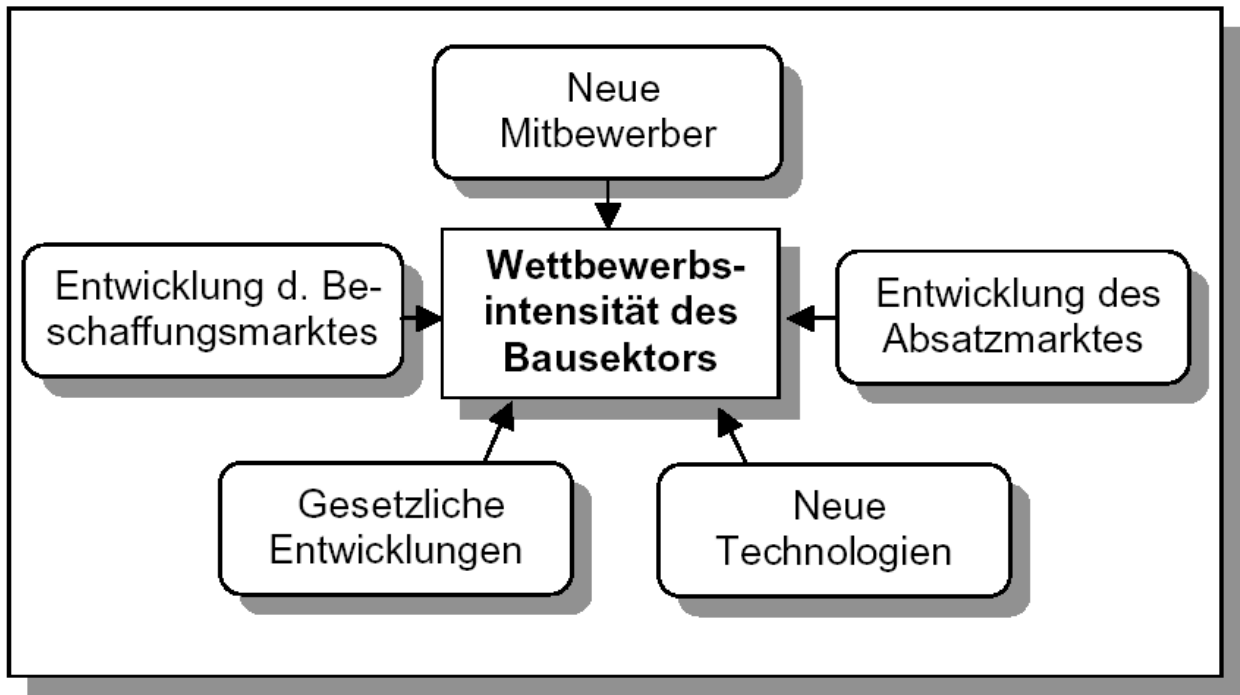 Neue
Mitbewerber
Entwicklung d. Be-
schaffungsmarktes
Wettbewerbs-
intensität des
Bausektors
Entwicklung des
Absatzmarktes
Gesetzliche
Entwicklungen
Neue
Technologien